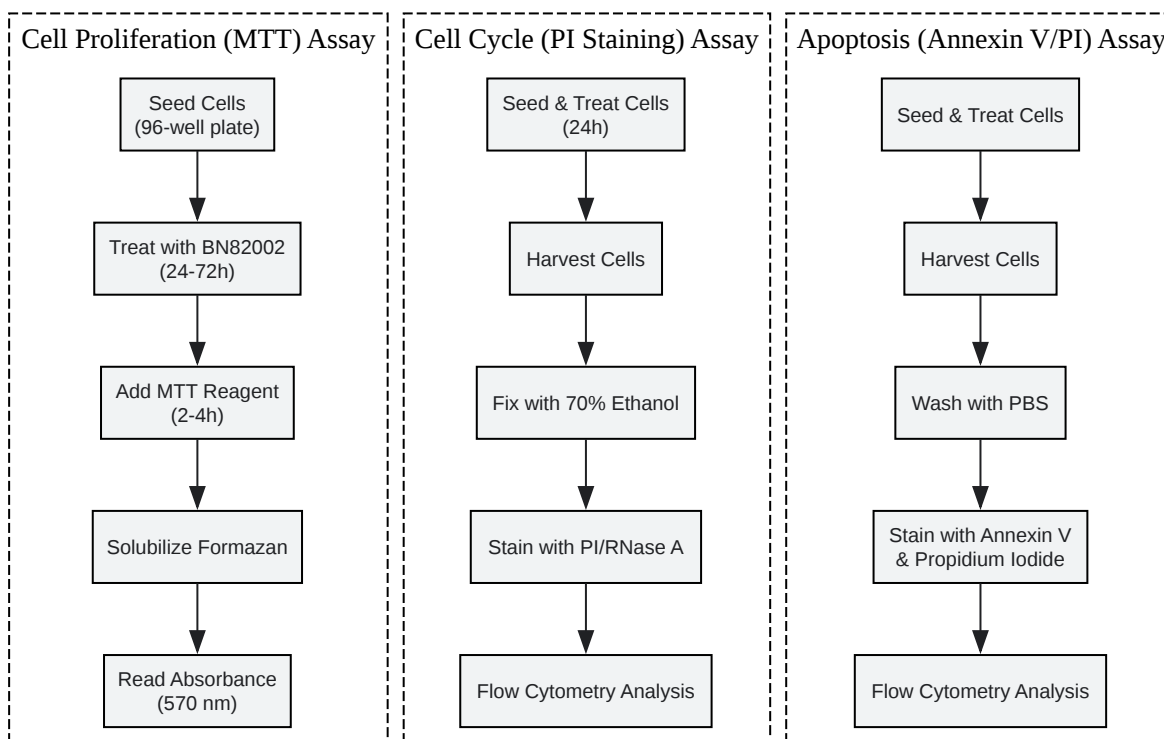 Cell Proliferation (MTT) Assay
Seed Cells
(96-well plate)
Treat with BN82002
(24-72h)
Add MTT Reagent
(2-4h)
Solubilize Formazan
Read Absorbance
(570 nm)
Cell Cycle (PI Staining) Assay
Seed & Treat Cells
(24h)
Harvest Cells
Fix with 70% Ethanol
Stain with PI/RNase A
Flow Cytometry Analysis
Apoptosis (Annexin V/PI) Assay
Seed & Treat Cells
Harvest Cells
Wash with PBS
Stain with Annexin V
& Propidium Iodide
Flow Cytometry Analysis